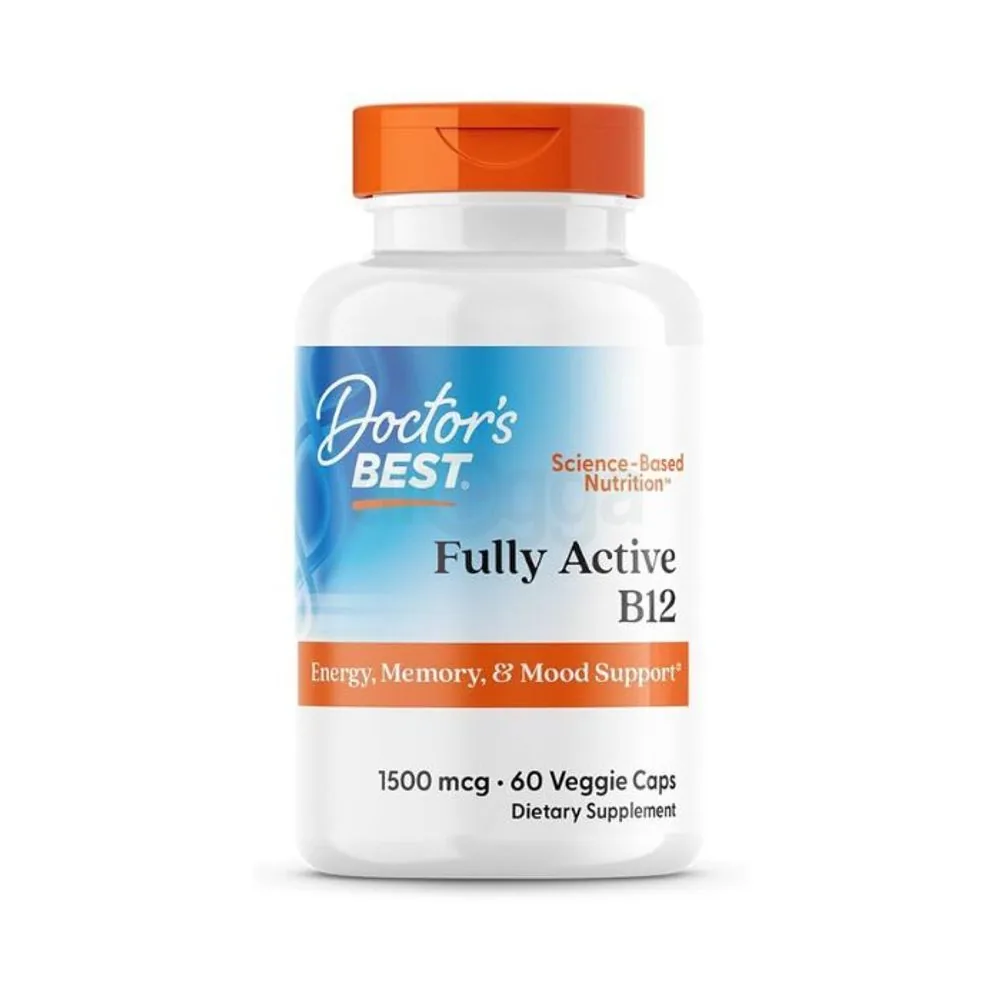 Doctor's
BEST®
Science-Based
Nutrition™
Fully Active
B12
Energy, Memory, & Mood Support
1500 mcg · 60 Veggie Caps
Dietary Supplement